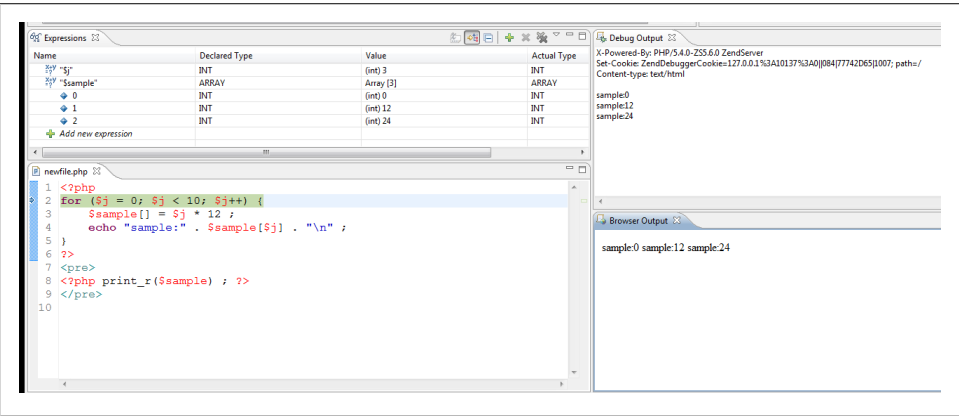 Expressions
Name Declared Type Value Actual Type
"$j" INT (int) 3 INT
"$sample" ARRAY Array [3] ARRAY
0 INT (int) 0 INT
1 INT (int) 12 INT
2 INT (int) 24 INT
Add new expression
newfile.php
1 <?php
2 for ($j = 0; $j < 10; $j++) {
3 $sample[] = $j * 12 ;
4 echo "sample:" . $sample[$j] . "\n" ;
5 }
6 ?>
7 <pre>
8 <?php print_r($sample) ; ?>
9 </pre>
10
Debug Output
X-Powered-By: PHP/5.4.0-ZS5.6.0 ZendServer
Set-Cookie: ZendDebuggerCookie=127.0.0.1%3A10137%3A0||084|77742D65|1007; path=/
Content-type: text/html
sample:0
sample:12
sample:24
Browser Output
sample:0 sample:12 sample:24